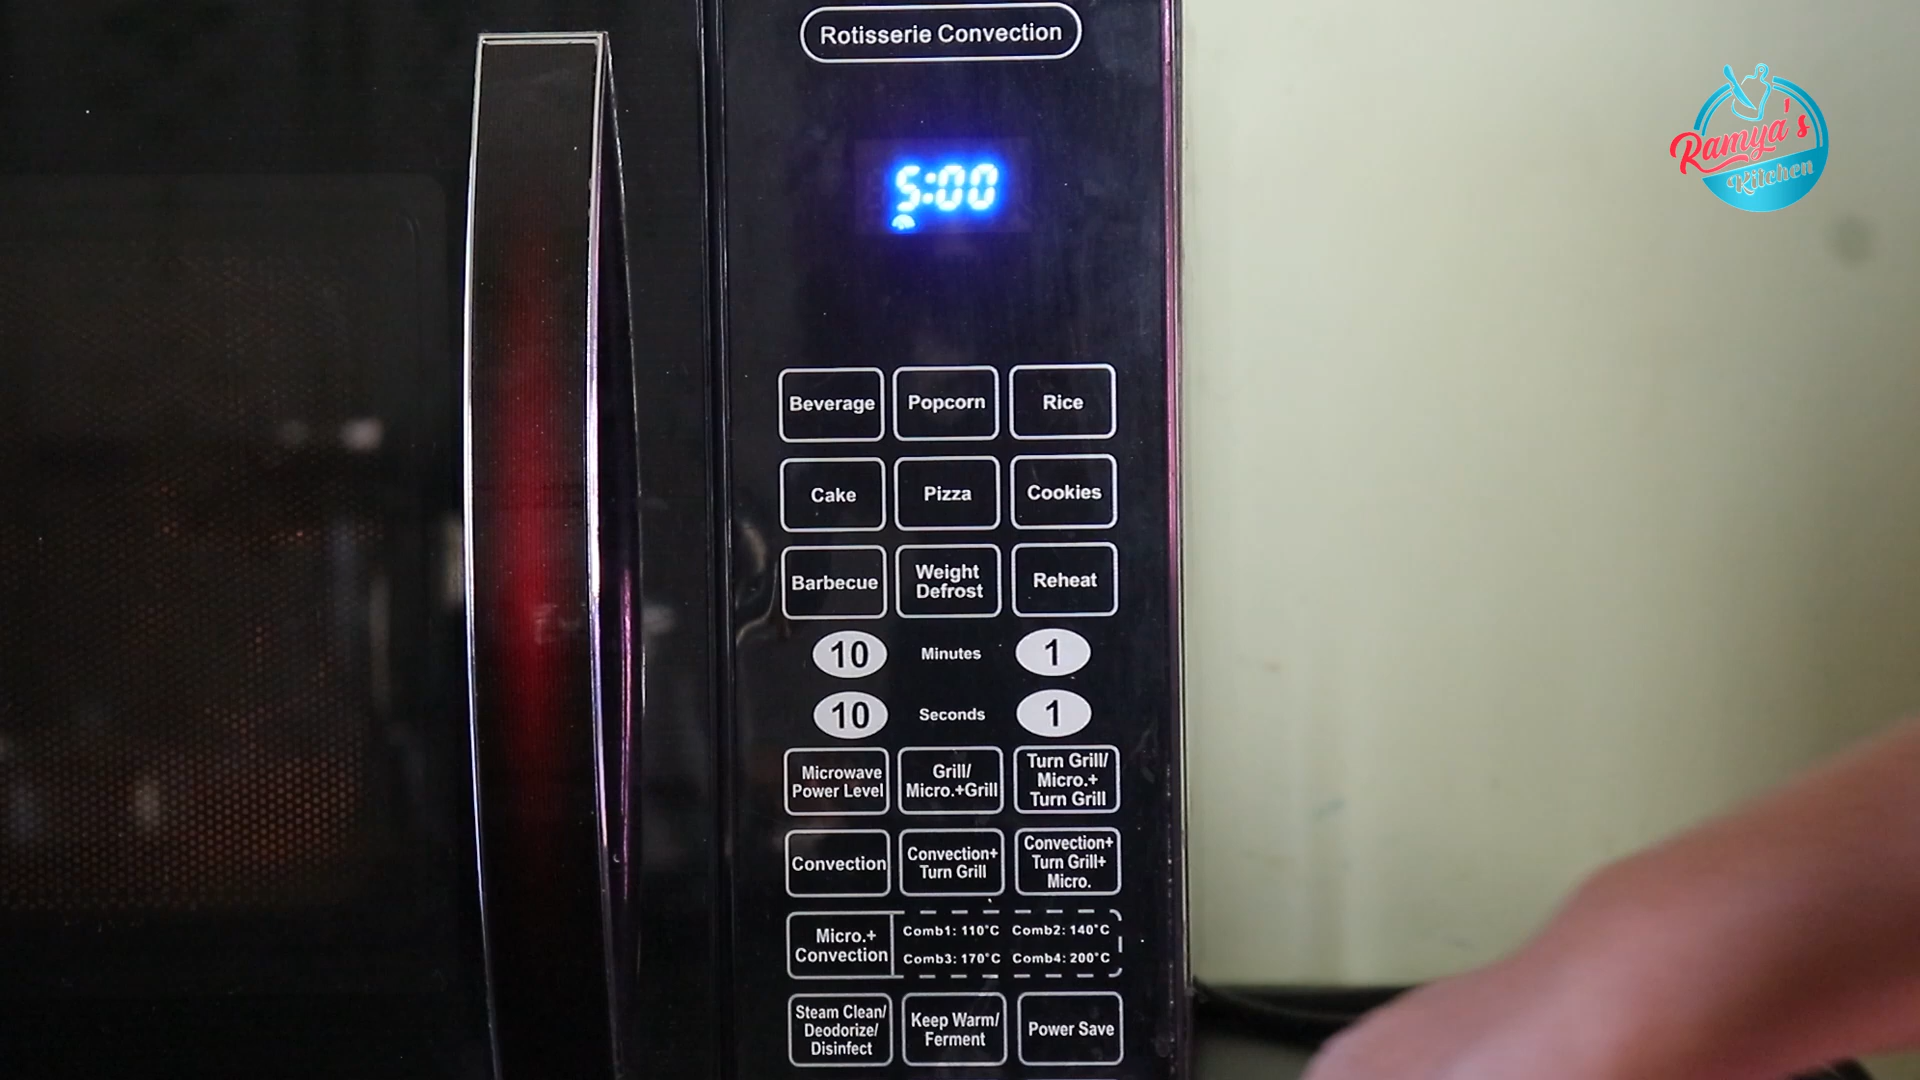 Rotisserie Convection
Ramya's
Kitchen
5:00
Beverage
Popcorn
Rice
Cake
Pizza
Cookies
Barbecue
Weight
Defrost
Reheat
10 Minutes 1
10 Seconds 1
Microwave
Power Level
Grill/
Micro.+Grill
Turn Grill/
Micro.+
Turn Grill
Convection
Convection+
Turn Grill
Convection+
Turn Grill+
Micro.
Micro.+
Convection
Comb1: 110°C Comb2: 140°C
Comb3: 170°C Comb4: 200°C
Steam Clean/
Deodorize/
Disinfect
Keep Warm/
Ferment
Power Save